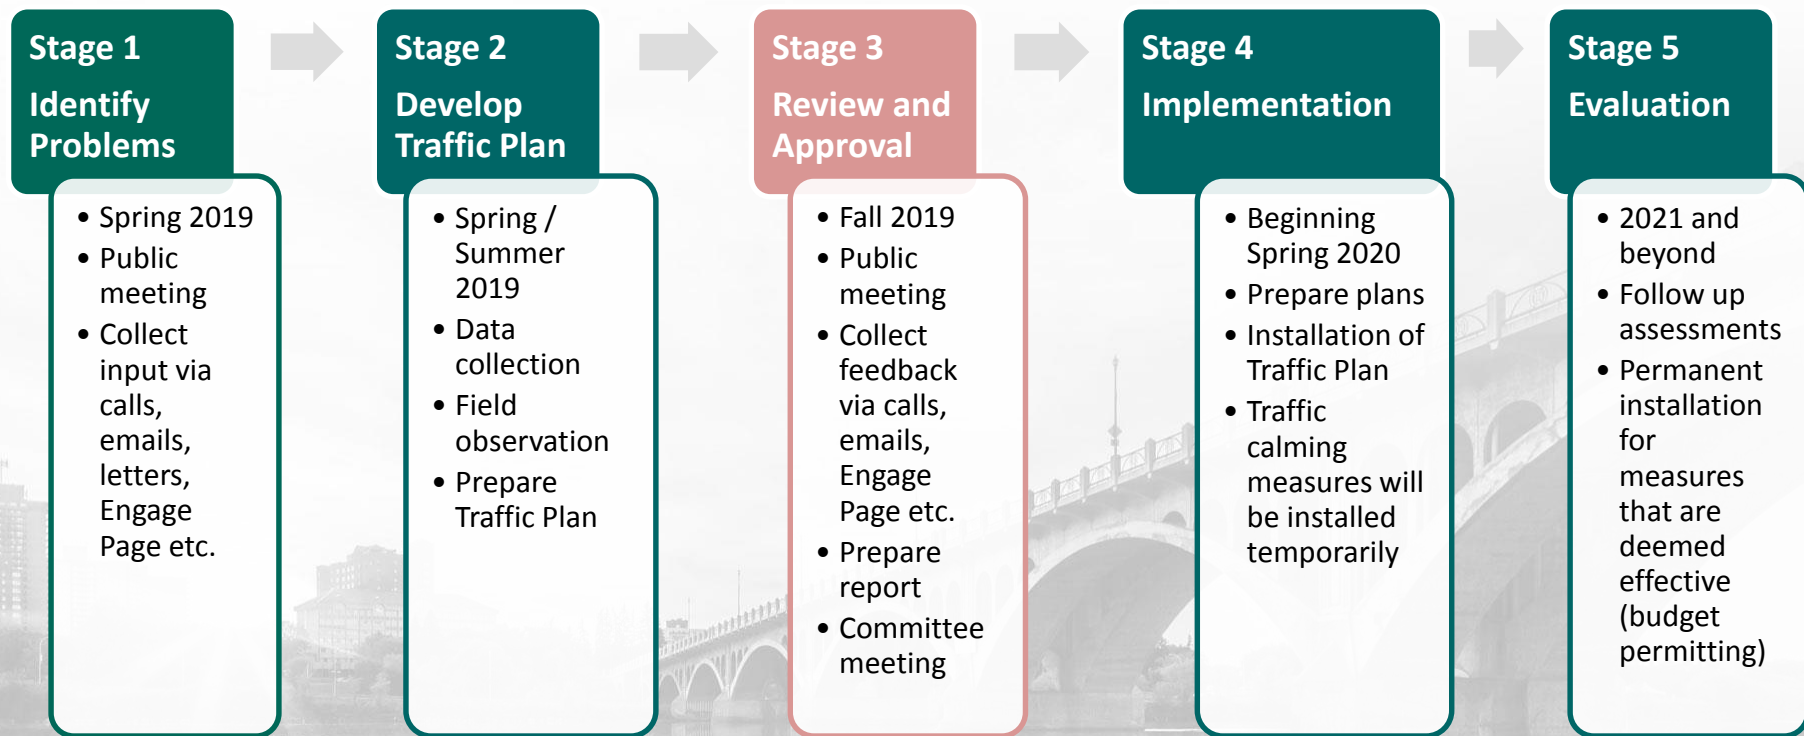 Stage 1
Identify
Problems
• Spring 2019
• Public
meeting
• Collect
input via
calls,
emails,
letters,
Engage
Page etc.
Stage 2
Develop
Traffic Plan
• Spring /
Summer
2019
• Data
collection
• Field
observation
• Prepare
Traffic Plan
Stage 3
Review and
Approval
• Fall 2019
• Public
meeting
• Collect
feedback
via calls,
emails,
Engage
Page etc.
• Prepare
report
• Committee
meeting
Stage 4
Implementation
• Beginning
Spring 2020
• Prepare plans
• Installation of
Traffic Plan
• Traffic
calming
measures will
be installed
temporarily
Stage 5
Evaluation
• 2021 and
beyond
• Follow up
assessments
• Permanent
installation
for
measures
that are
deemed
effective
(budget
permitting)